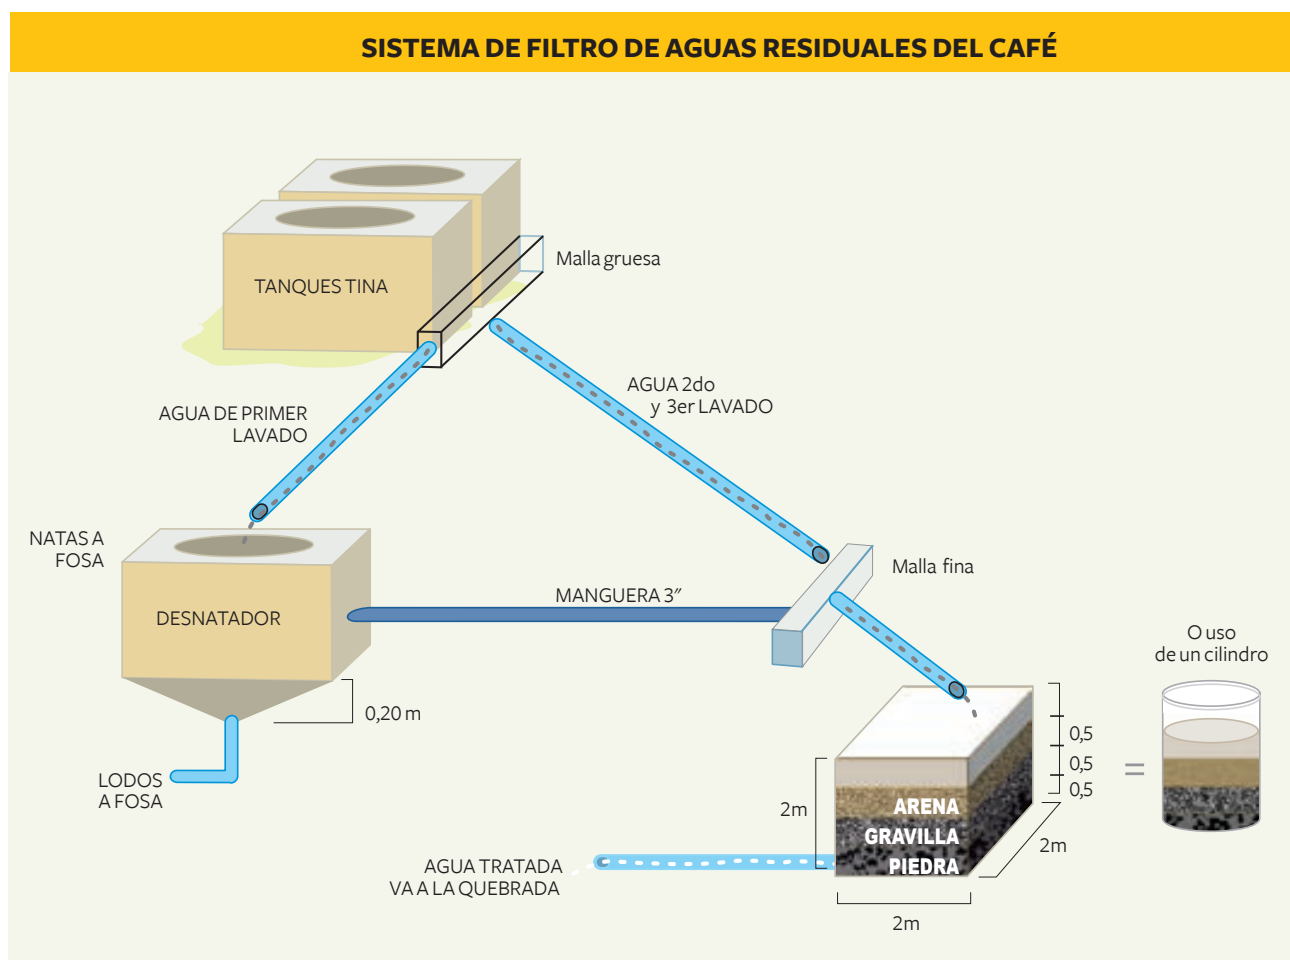 SISTEMA DE FILTRO DE AGUAS RESIDUALES DEL CAFÉ
Malla gruesa
TANQUES TINA
AGUA 2do
y 3er LAVADO
AGUA DE PRIMER
LAVADO
NATAS A
FOSA
Malla fina
MANGUERA 3″
DESNATADOR
O uso
de un cilindro
0,20 m
0,5
0,5
0,5
=
LODOS
A FOSA
2m
ARENA
GRAVILLA
PIEDRA
2m
AGUA TRATADA
VA A LA QUEBRADA
2m